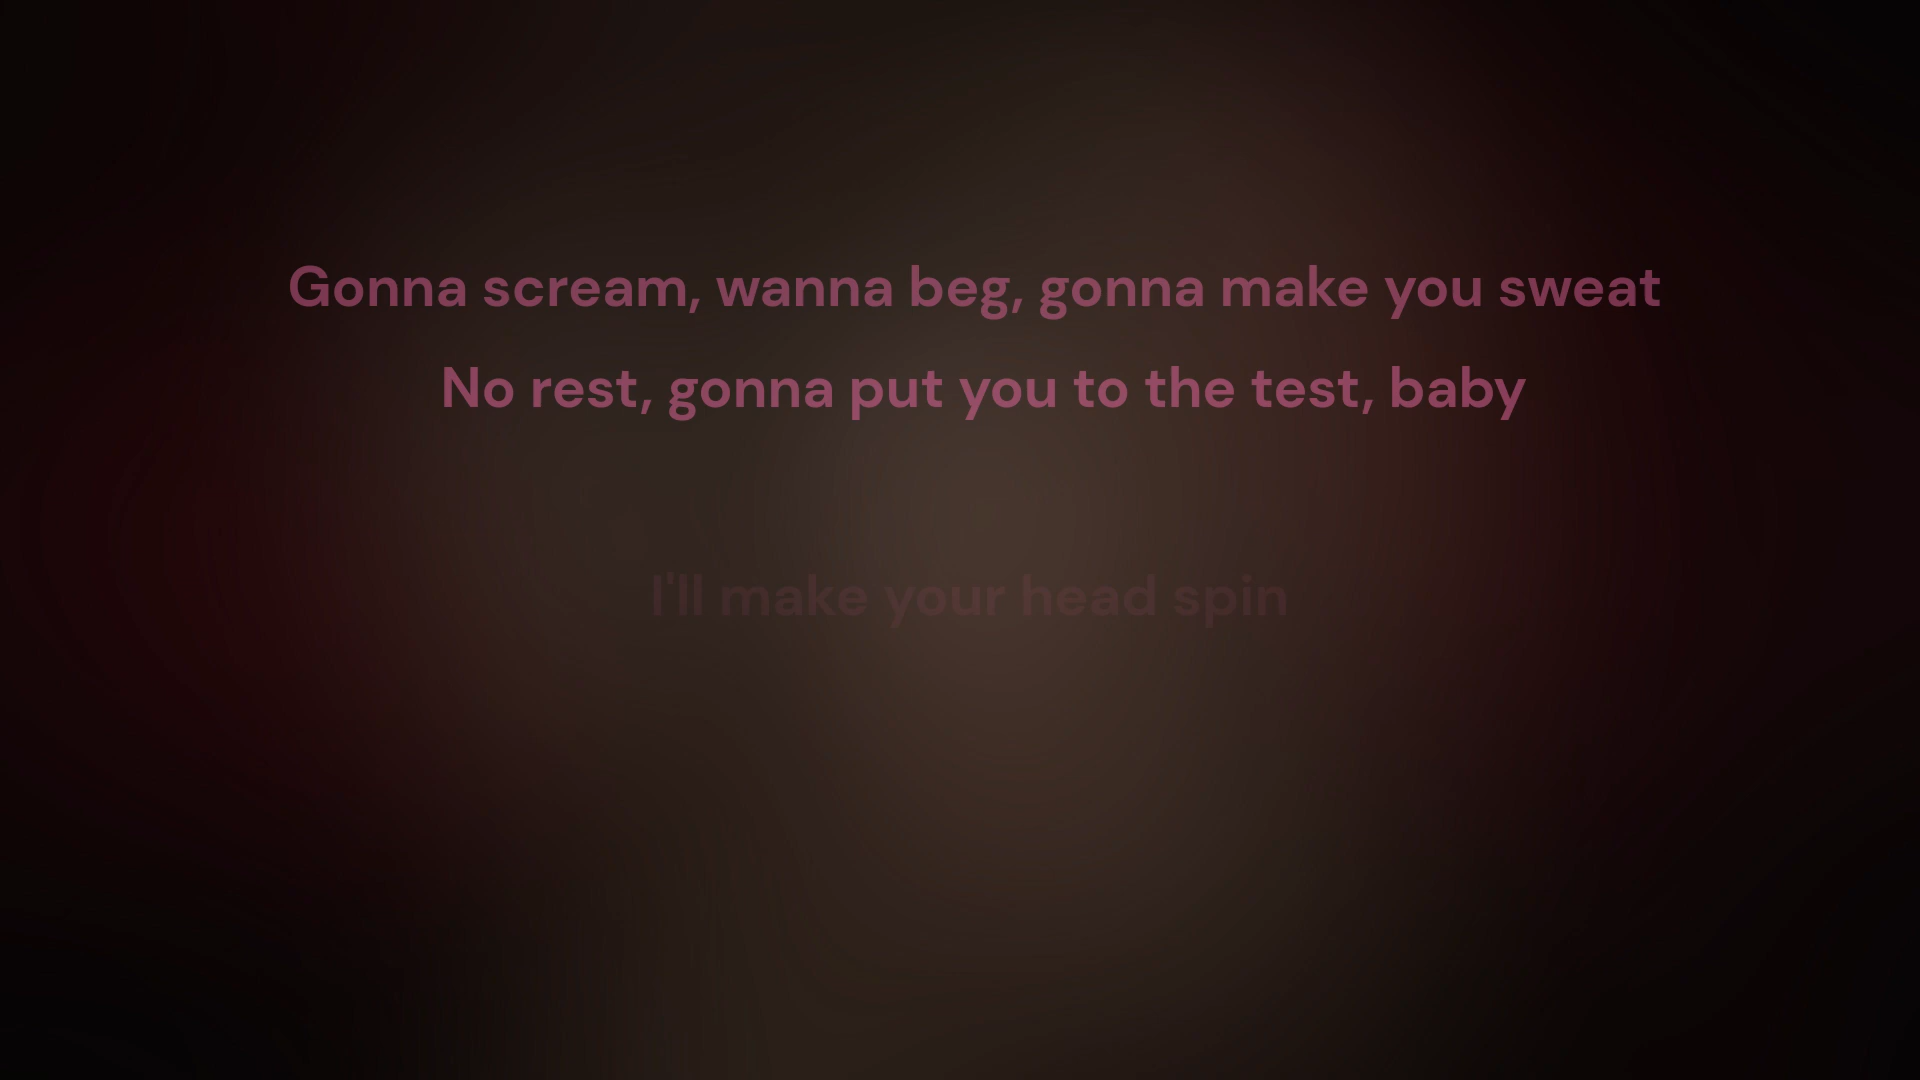 Gonna scream, wanna beg, gonna make you sweat
No rest, gonna put you to the test, baby
I'll make your head spin